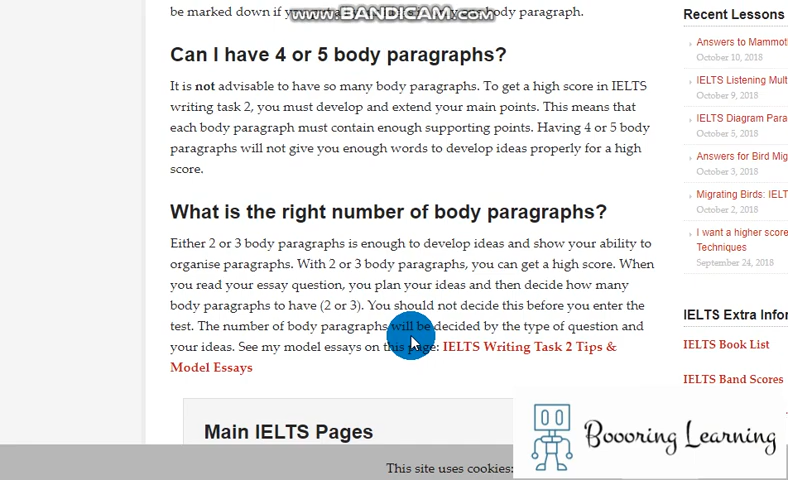 be marked down if you
body paragraph.
www.BANDICAM.com
Can I have 4 or 5 body paragraphs?
It is not advisable to have so many body paragraphs. To get a high score in IELTS
writing task 2, you must develop and extend your main points. This means that
each body paragraph must contain enough supporting points. Having 4 or 5 body
paragraphs will not give you enough words to develop ideas properly for a high
score.
What is the right number of body paragraphs?
Either 2 or 3 body paragraphs is enough to develop ideas and show your ability to
organise paragraphs. With 2 or 3 body paragraphs, you can get a high score. When
you read your essay question, you plan your ideas and then decide how many
body paragraphs to have (2 or 3). You should not decide this before you enter the
test. The number of body paragraphs will be decided by the type of question and
your ideas. See my model essays on this page: IELTS Writing Task 2 Tips &
Model Essays
Main IELTS Pages
This site uses cookies:
Recent Lessons
Answers to Mammot
October 10, 2018
IELTS Listening Mult
October 9, 2018
IELTS Diagram Para
October 5, 2018
Answers for Bird Mig
October 3, 2018
Migrating Birds: IELT
October 2, 2018
I want a higher score
Techniques
September 24, 2018
IELTS Extra Infor
IELTS Book List
IELTS Band Scores
Boooring Learning